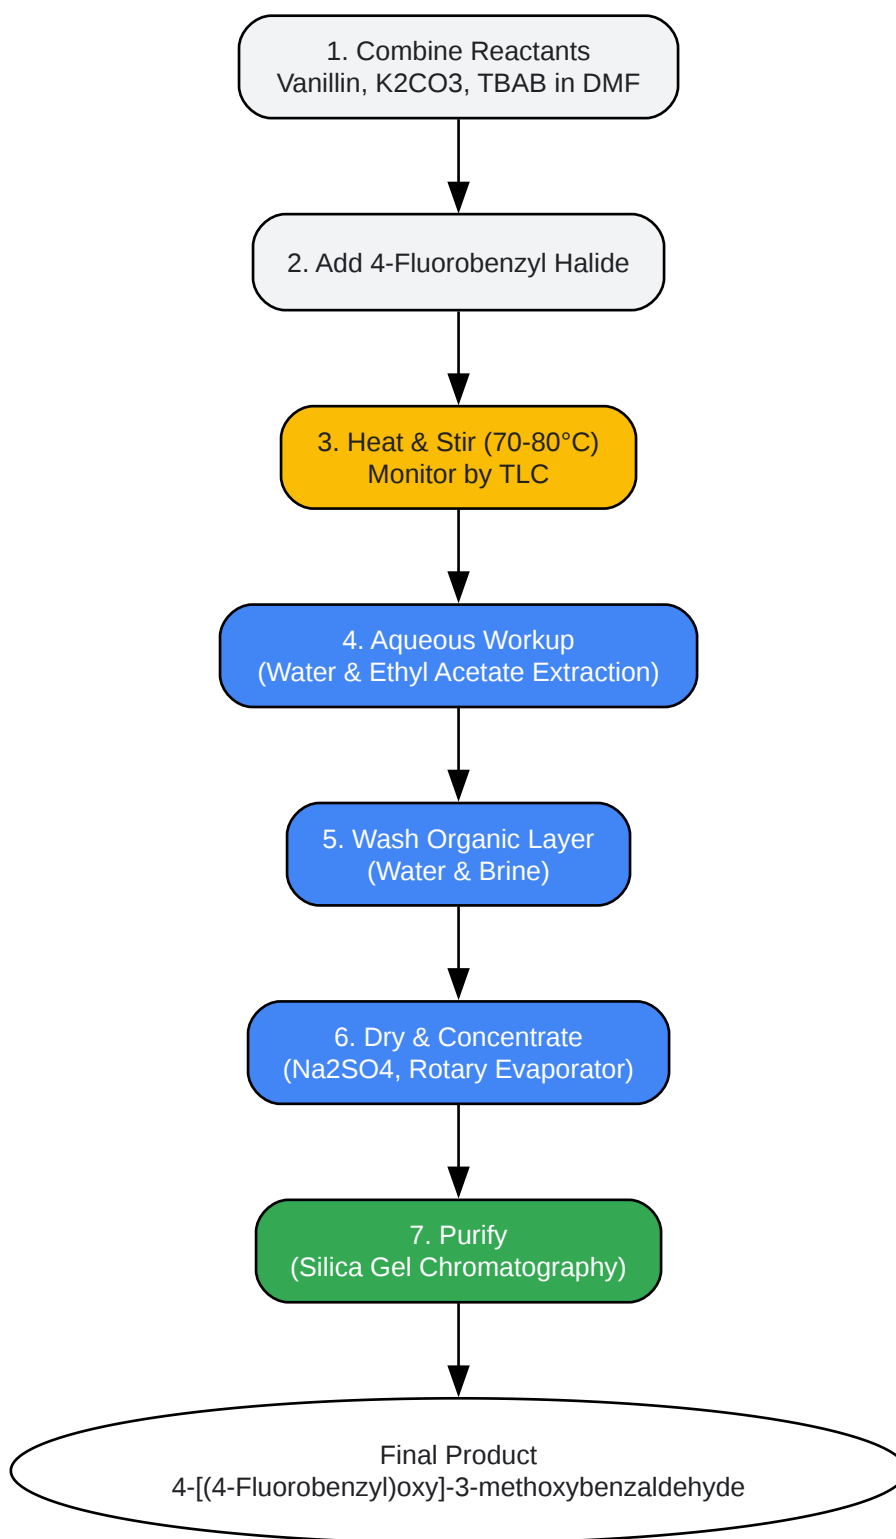 1. Combine Reactants
Vanillin, K2CO3, TBAB in DMF
2. Add 4-Fluorobenzyl Halide
3. Heat & Stir (70-80°C)
Monitor by TLC
4. Aqueous Workup
(Water & Ethyl Acetate Extraction)
5. Wash Organic Layer
(Water & Brine)
6. Dry & Concentrate
(Na2SO4, Rotary Evaporator)
7. Purify
(Silica Gel Chromatography)
Final Product
4-[(4-Fluorobenzyl)oxy]-3-methoxybenzaldehyde